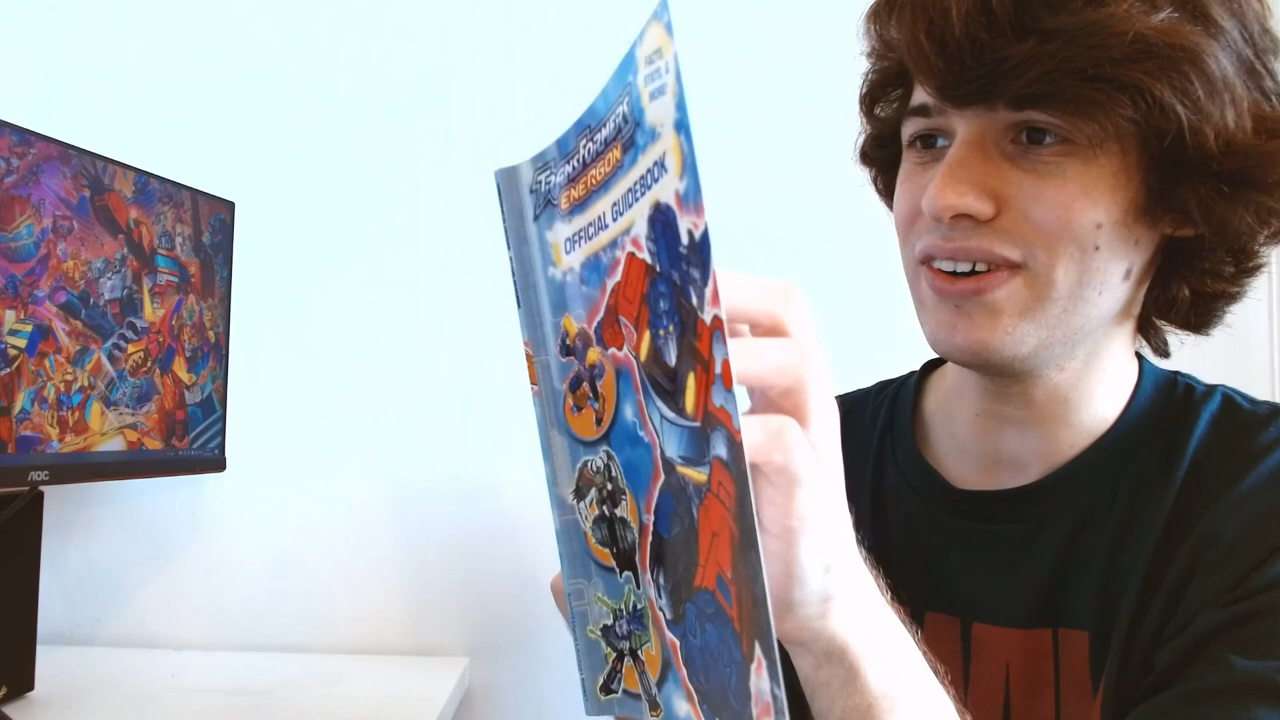 FACTS,
STATS, &
MORE!
TRANSFORMERS
ENERGON
OFFICIAL GUIDEBOOK
AOC